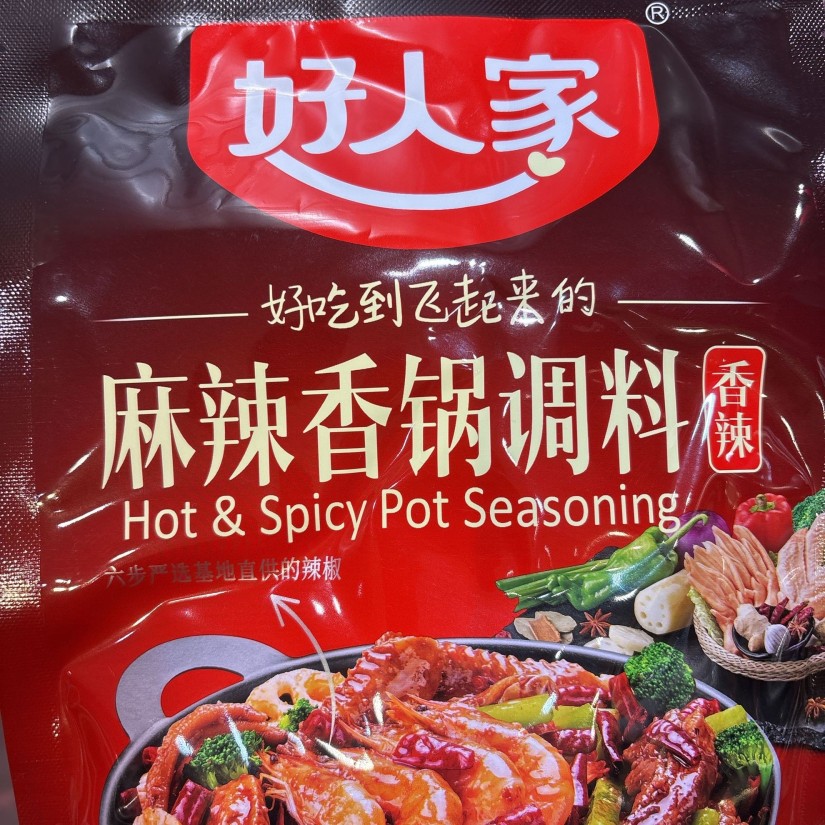 好人家
®
好吃到飞起来的
麻辣香锅调料
香辣
Hot & Spicy Pot Seasoning
六步严选基地直供的辣椒